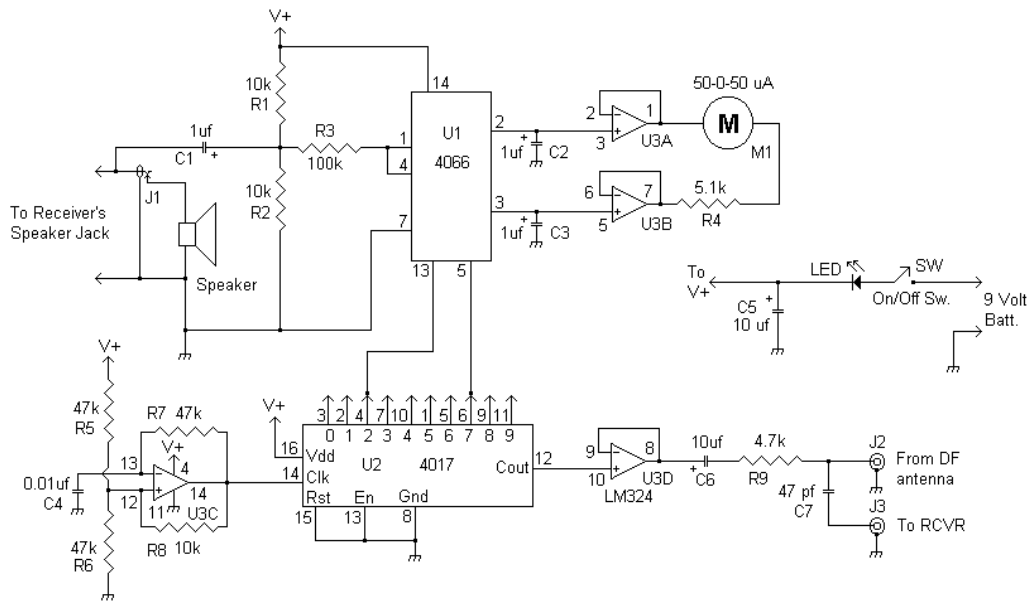 V+
10k
R1
14
U1
4066
1uf
C1
+
R3
100k
1
4
7
2
3
13
5
10k
R2
J1
To Receiver's
Speaker Jack
Speaker
1uf
+
C2
2
3
-
+
1
U3A
50-0-50 uA
M
M1
1uf
+
C3
6
5
-
+
7
U3B
5.1k
R4
To
V+
LED
SW
On/Off Sw.
9 Volt
Batt.
C5
+
10 uf
V+
47k
R5
R7 47k
V+
4
13
12
-
+
14
11
U3C
0.01uf
C4
R8 10k
47k
R6
V+
16
14
3 2 4 7 10 1 5 6 9 11
0 1 2 3 4 5 6 7 8 9
Vdd
U2 4017
Clk
Cout
12
Rst En Gnd
15 13 8
9
10
-
+
8
U3D
LM324
10uf
+
C6
4.7k
R9
47 pf
C7
J2
From DF
antenna
J3
To RCVR